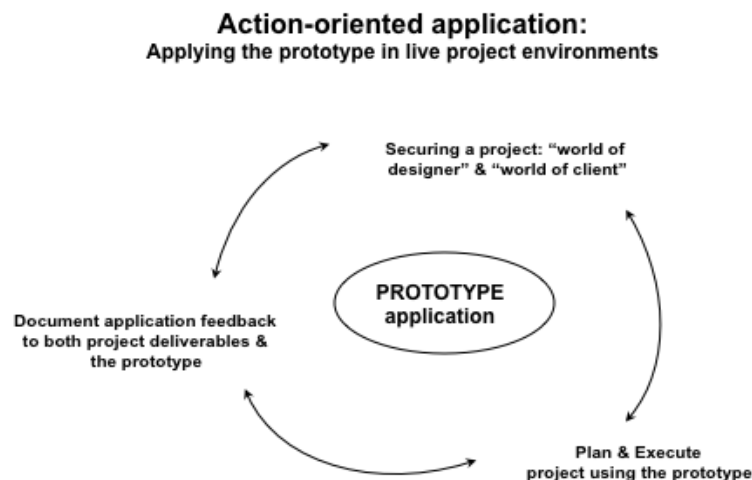 Action-oriented application:
Applying the prototype in live project environments
Securing a project: “world of
designer” & “world of client”
PROTOTYPE
application
Document application feedback
to both project deliverables &
the prototype
Plan & Execute
project using the prototype